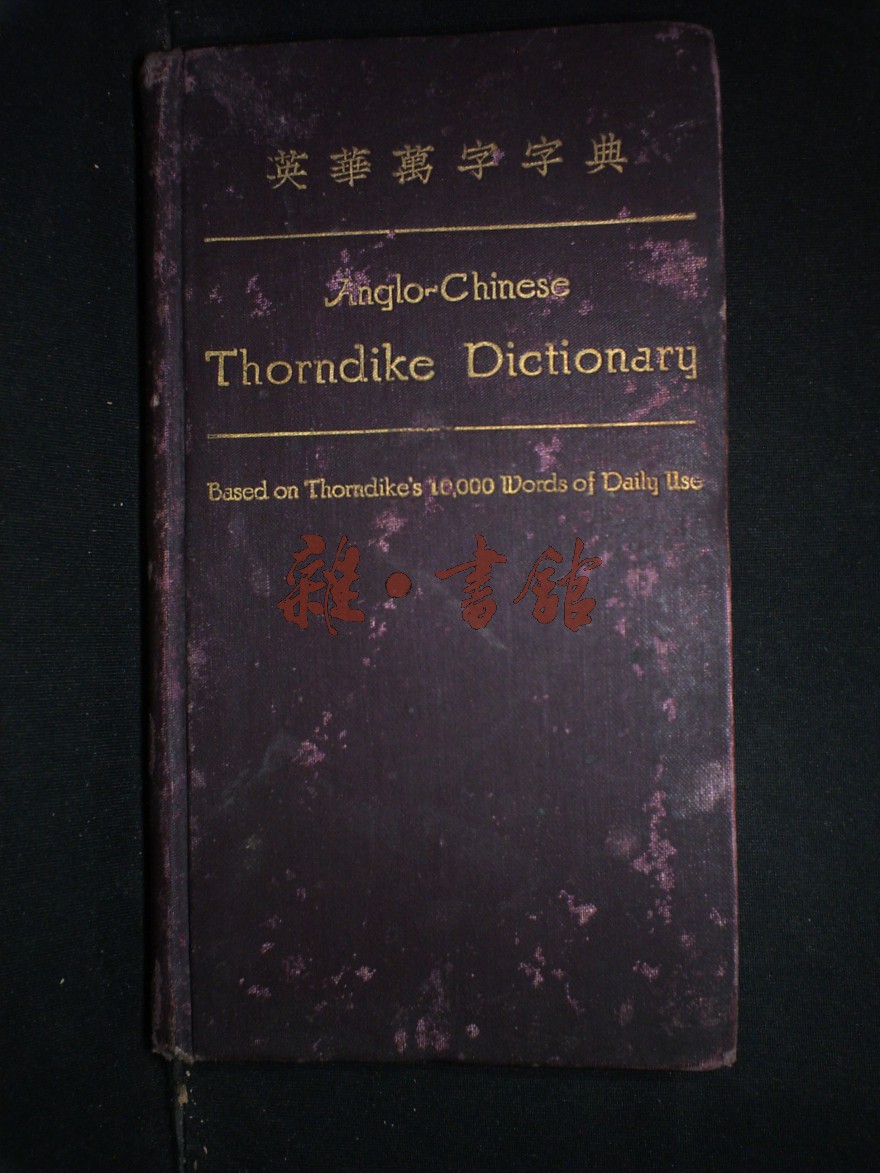 英華萬字字典
Anglo-Chinese
Thorndike Dictionary
Based on Thorndike's 10,000 Words of Daily Use
雜·書館